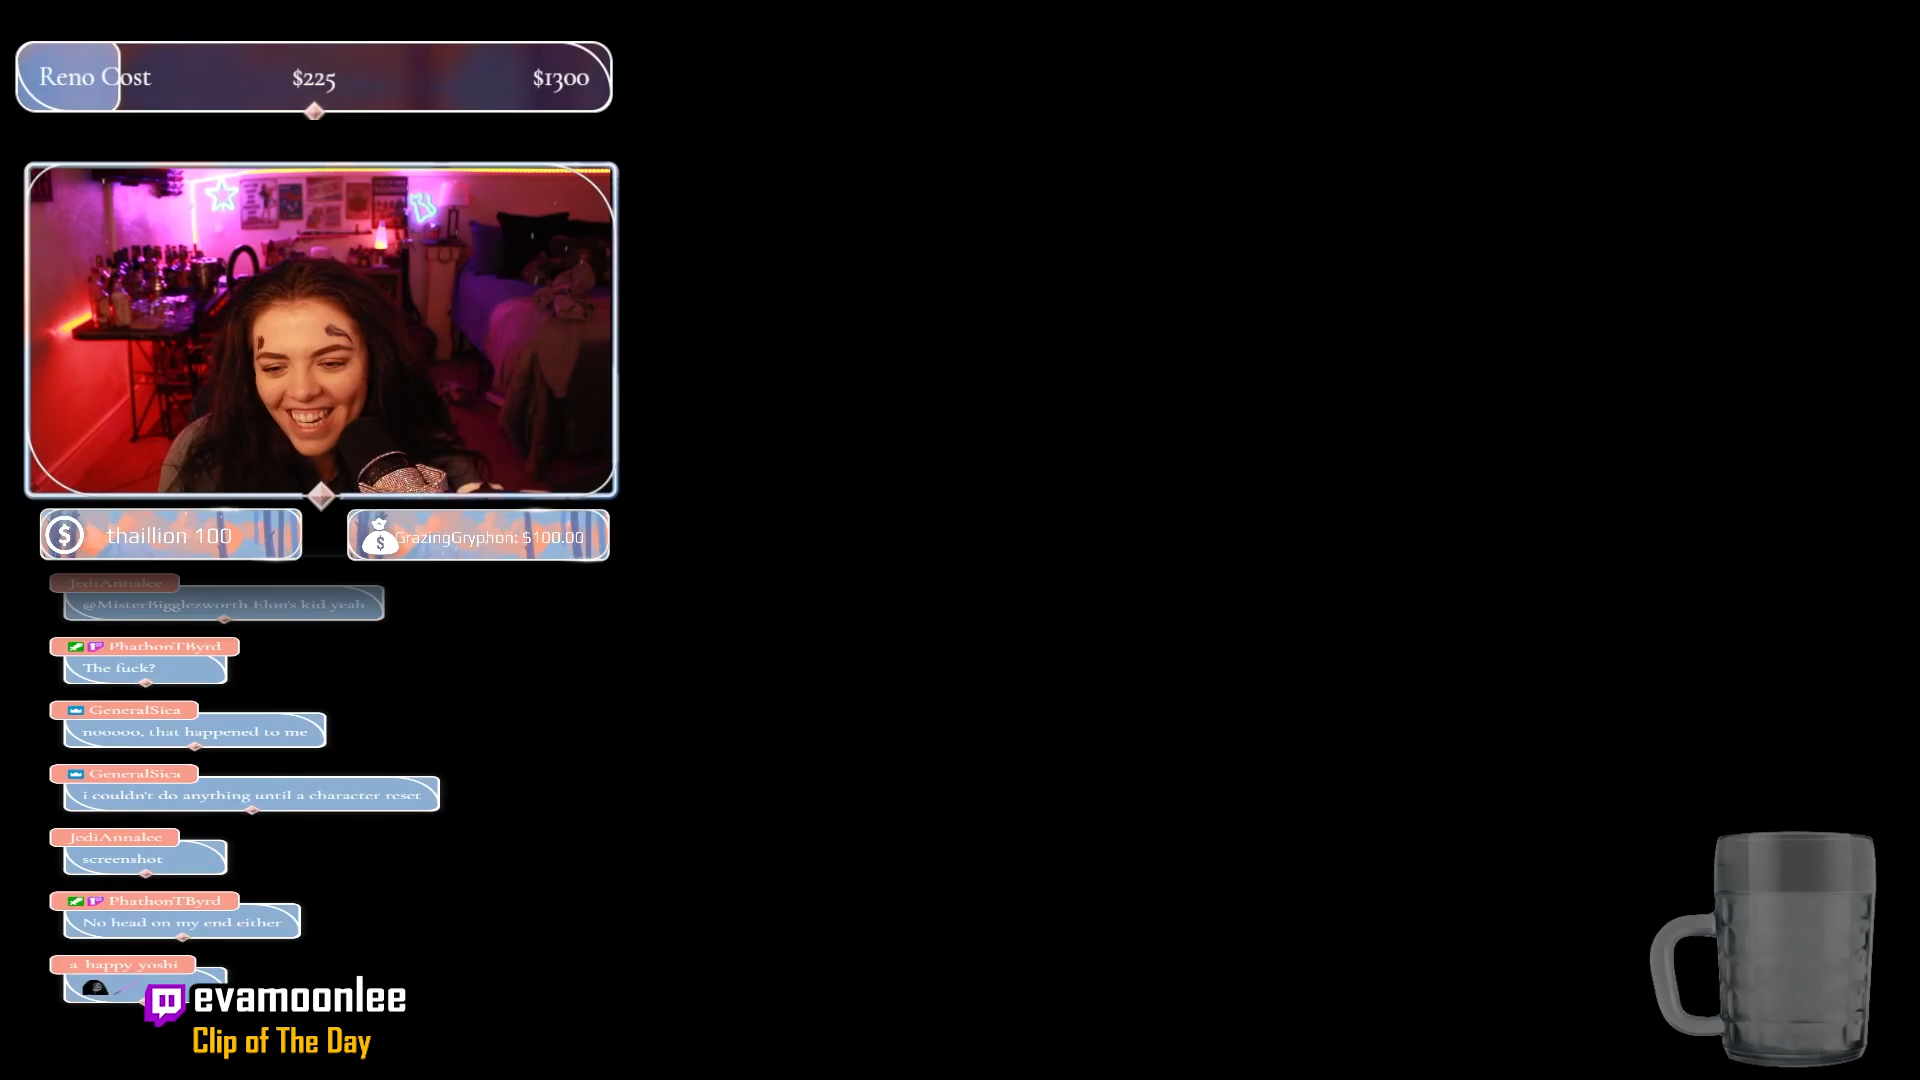 Reno Cost $225 $1300
thaillion 100
GrazingGryphon: $100.00
JediAnnalee
@MisterBigglezworth Elon's kid yeah
PhathonTByrd
The fuck?
GeneralSica
nooooo, that happened to me
GeneralSica
i couldn't do anything until a character reset
JediAnnalee
screenshot
PhathonTByrd
No head on my end either
a_happy_yoshi
evamoonlee
Clip of The Day